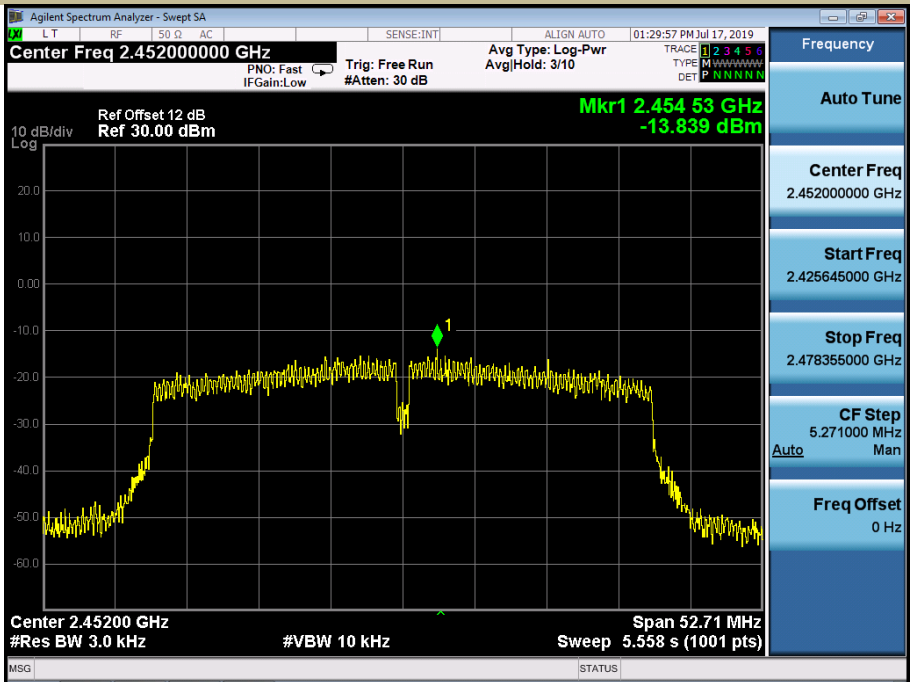 Agilent Spectrum Analyzer - Swept SA
LXI L T RF 50 Ω AC SENSE:INT ALIGN AUTO 01:29:57 PM Jul 17, 2019
Center Freq 2.452000000 GHz
PNO: Fast
IFGain:Low
Trig: Free Run
#Atten: 30 dB
Avg Type: Log-Pwr
Avg|Hold: 3/10
TRACE 1 2 3 4 5 6
TYPE M WWWWW
DET P N N N N N
Ref Offset 12 dB
Ref 30.00 dBm
10 dB/div
Log
Mkr1 2.454 53 GHz
-13.839 dBm
20.0
10.0
0.00
-10.0
-20.0
-30.0
-40.0
-50.0
-60.0
1
Center 2.45200 GHz
Span 52.71 MHz
#Res BW 3.0 kHz
#VBW 10 kHz
Sweep 5.558 s (1001 pts)
MSG
STATUS
Frequency
Auto Tune
Center Freq
2.452000000 GHz
Start Freq
2.425645000 GHz
Stop Freq
2.478355000 GHz
CF Step
5.271000 MHz
Auto Man
Freq Offset
0 Hz